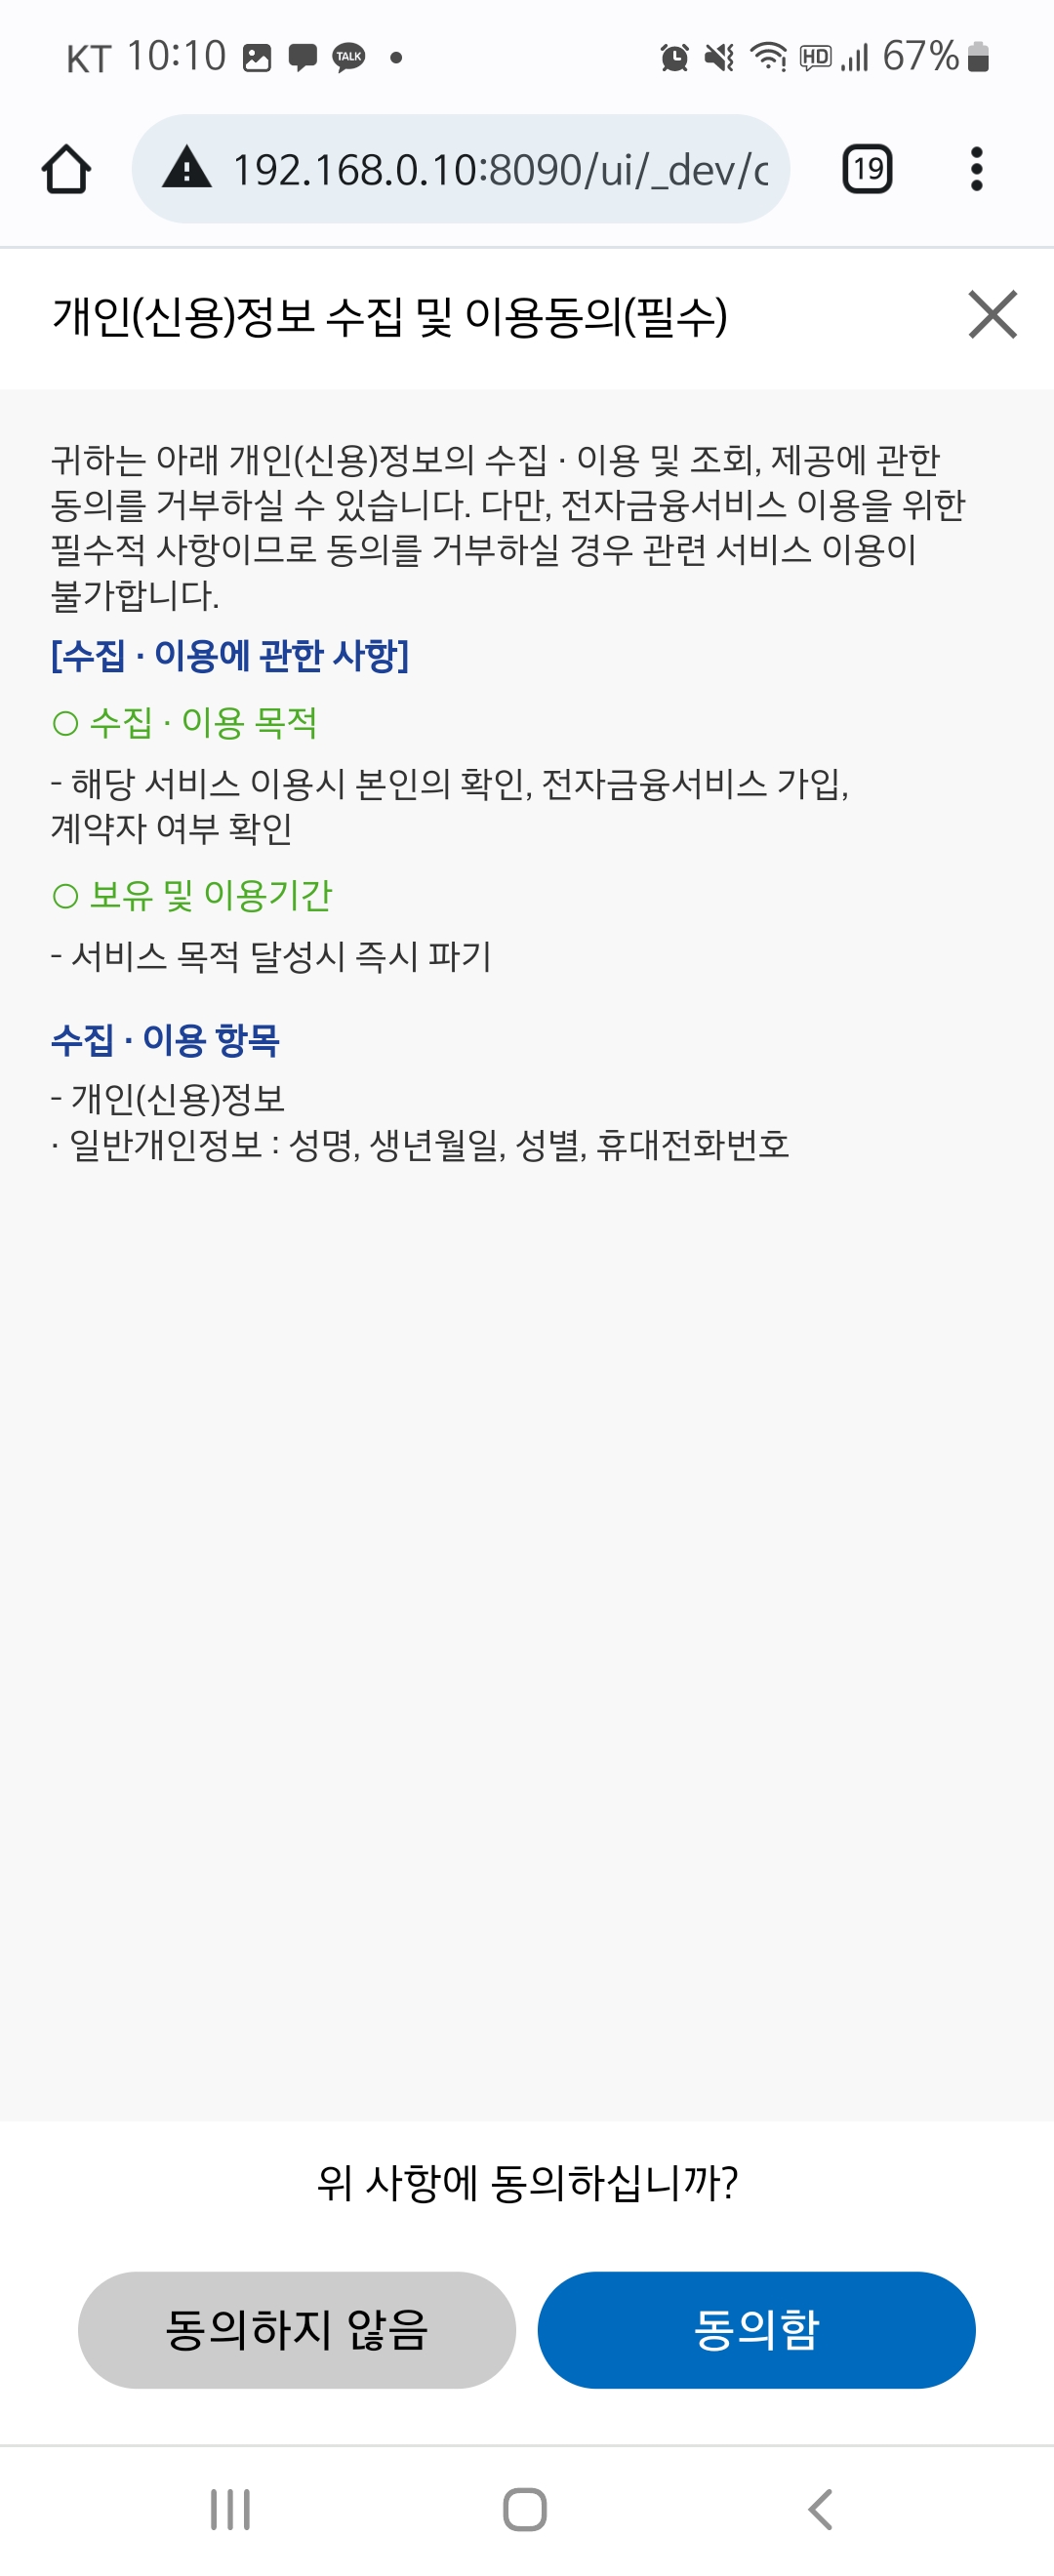 KT 10:10 TALK HD 67%
192.168.0.10:8090/ui/_dev/c 19
개인(신용)정보 수집 및 이용동의(필수)
귀하는 아래 개인(신용)정보의 수집 · 이용 및 조회, 제공에 관한
동의를 거부하실 수 있습니다. 다만, 전자금융서비스 이용을 위한
필수적 사항이므로 동의를 거부하실 경우 관련 서비스 이용이
불가합니다.
[수집 · 이용에 관한 사항]
○ 수집 · 이용 목적
- 해당 서비스 이용시 본인의 확인, 전자금융서비스 가입,
계약자 여부 확인
○ 보유 및 이용기간
- 서비스 목적 달성시 즉시 파기
수집 · 이용 항목
- 개인(신용)정보
· 일반개인정보 : 성명, 생년월일, 성별, 휴대전화번호
위 사항에 동의하십니까?
동의하지 않음 동의함